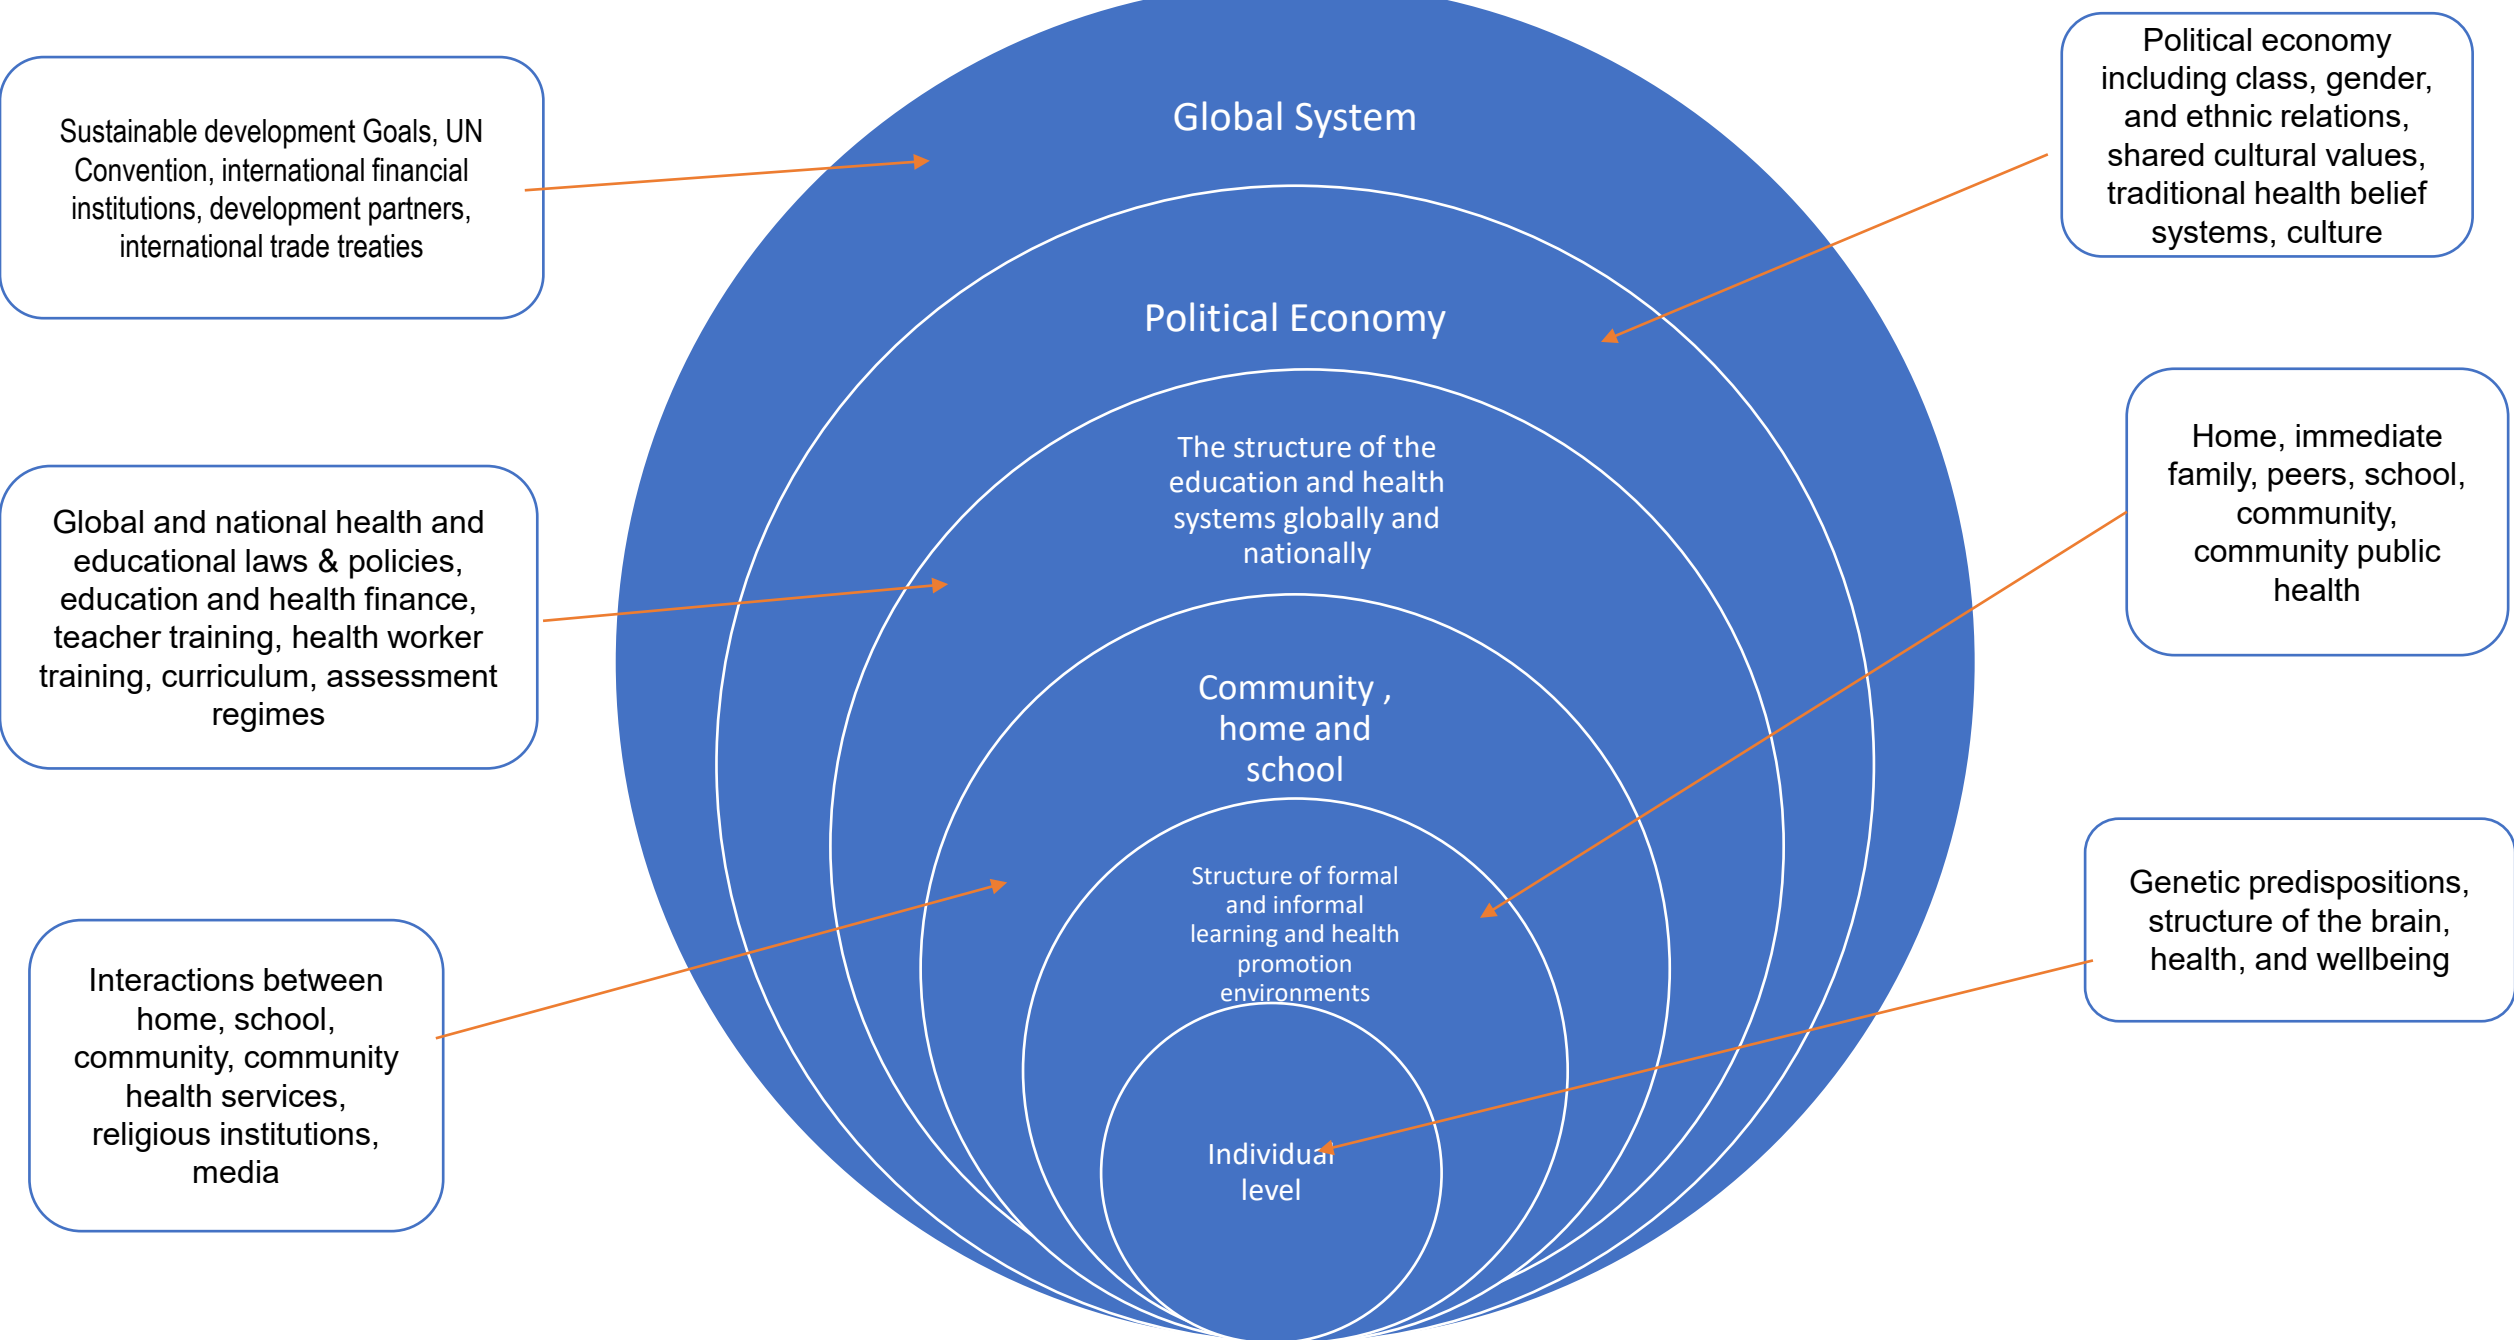 Global System
Political Economy
The structure of the
education and health
systems globally and
nationally
Community ,
home and
school
Structure of formal
and informal
learning and health
promotion
environments
Individual
level
Sustainable development Goals, UN
Convention, international financial
institutions, development partners,
international trade treaties
Global and national health and
educational laws & policies,
education and health finance,
teacher training, health worker
training, curriculum, assessment
regimes
Interactions between
home, school,
community, community
health services,
religious institutions,
media
Political economy
including class, gender,
and ethnic relations,
shared cultural values,
traditional health belief
systems, culture
Home, immediate
family, peers, school,
community,
community public
health
Genetic predispositions,
structure of the brain,
health, and wellbeing